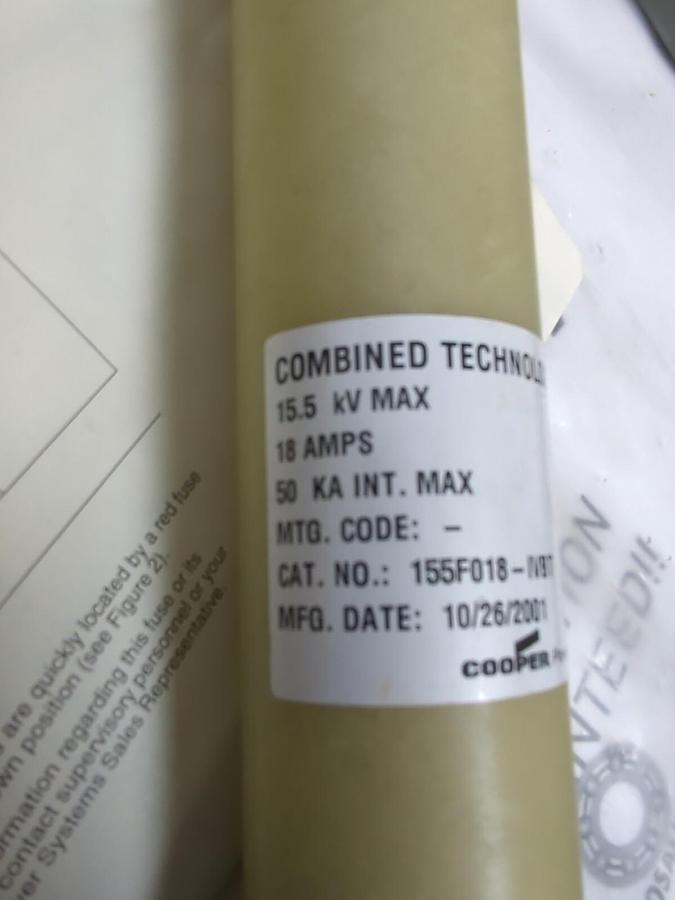 COMBINED TECHNOLO
15.5 kV MAX
18 AMPS
50 KA INT. MAX
MTG. CODE: –
CAT. NO.: 155F018-
MFG. DATE: 10/26/2001
COOPER
are quickly located by a red fuse
wn position (see Figure 2).
rmation regarding this fuse or its
contact supervisory personnel or your
er Systems Sales Representative.